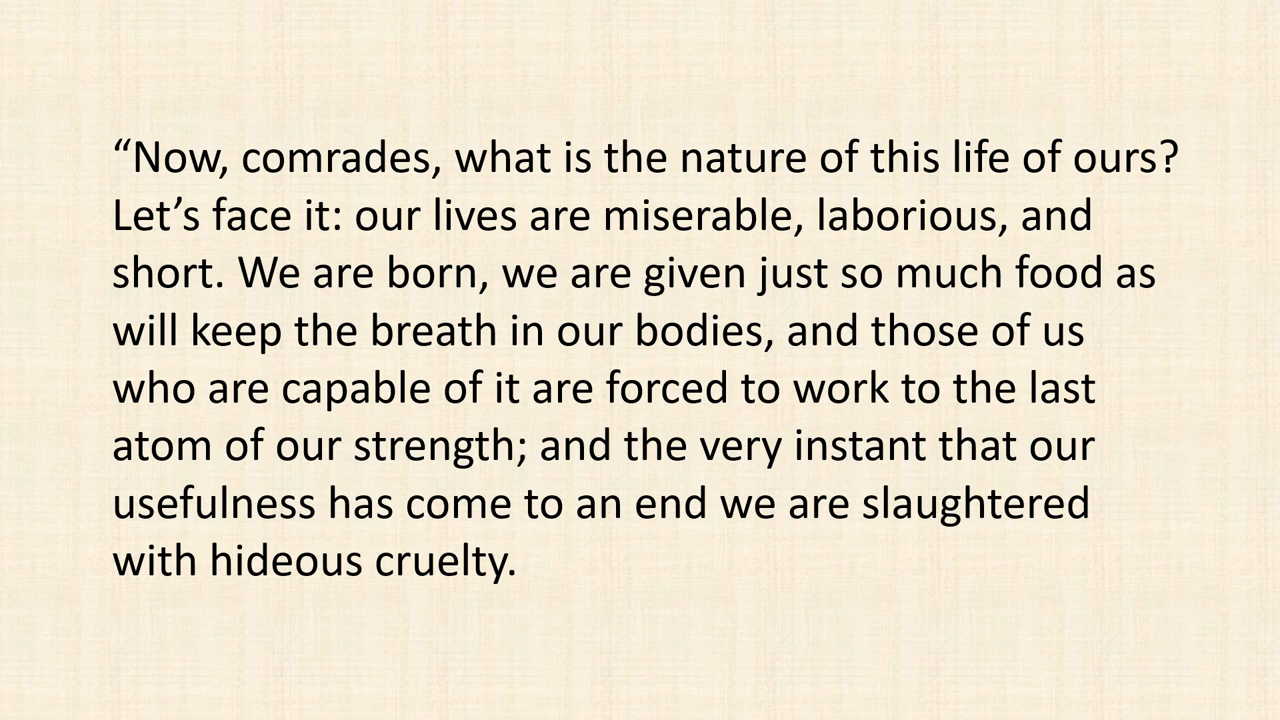 “Now, comrades, what is the nature of this life of ours?
Let’s face it: our lives are miserable, laborious, and
short. We are born, we are given just so much food as
will keep the breath in our bodies, and those of us
who are capable of it are forced to work to the last
atom of our strength; and the very instant that our
usefulness has come to an end we are slaughtered
with hideous cruelty.